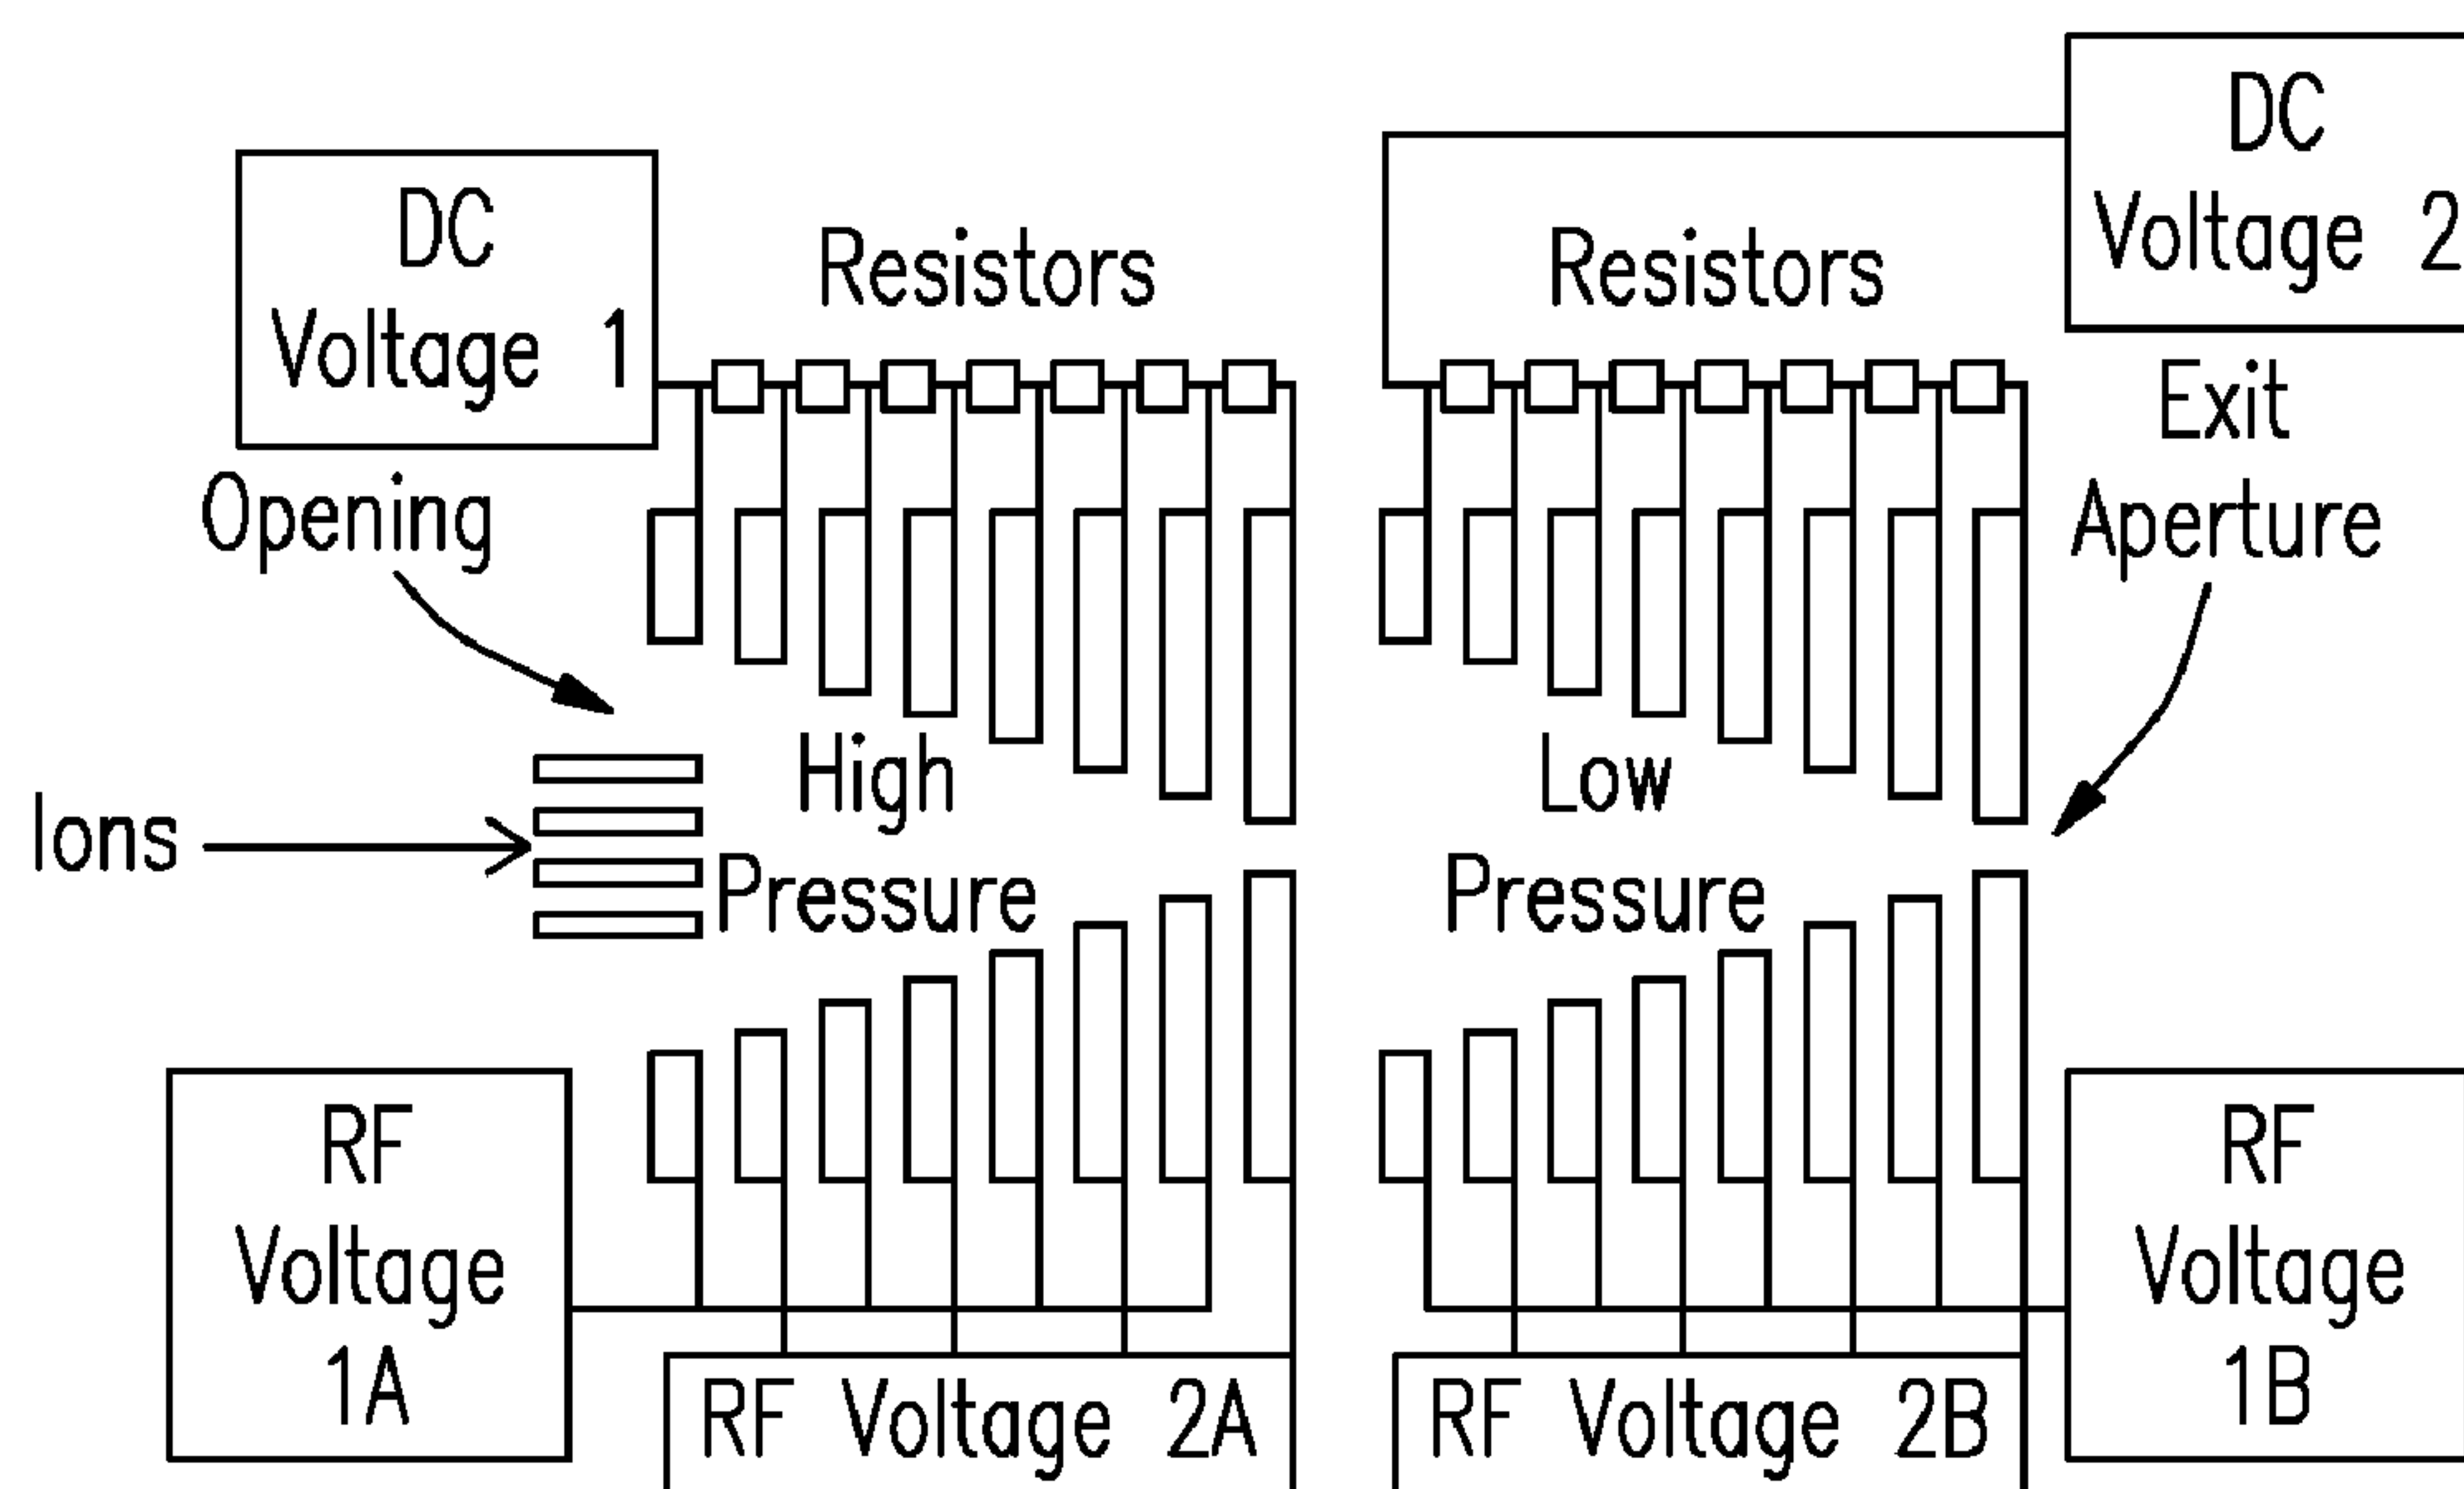 DC
Voltage 1
Resistors
Resistors
DC
Voltage 2
Opening
Exit
Aperture
Ions
High
Pressure
Low
Pressure
RF
Voltage
1A
RF Voltage 2A
RF Voltage 2B
RF
Voltage
1B